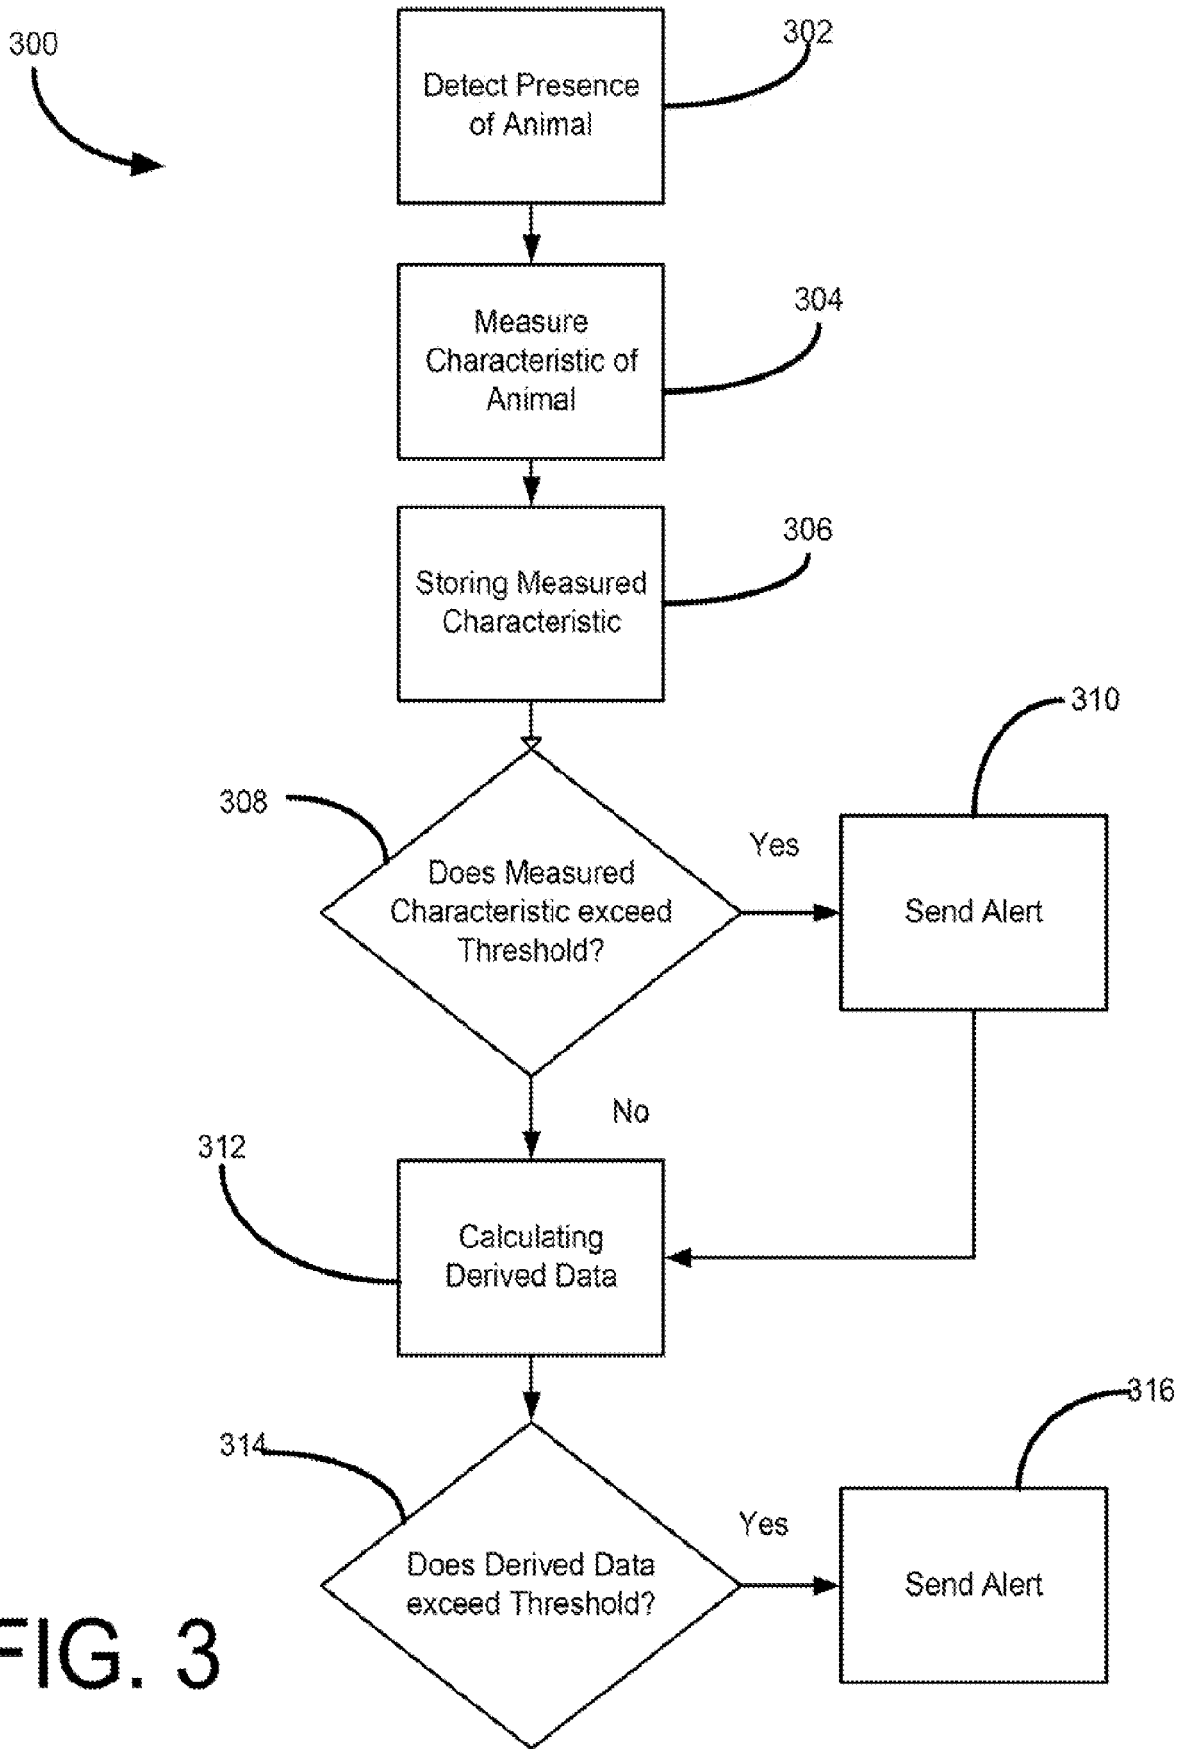 300
302
Detect Presence
of Animal
304
Measure
Characteristic of
Animal
306
Storing Measured
Characteristic
310
308
Yes
Does Measured
Characteristic exceed
Threshold?
Send Alert
No
312
Calculating
Derived Data
316
314
Yes
Does Derived Data
exceed Threshold?
Send Alert
FIG. 3